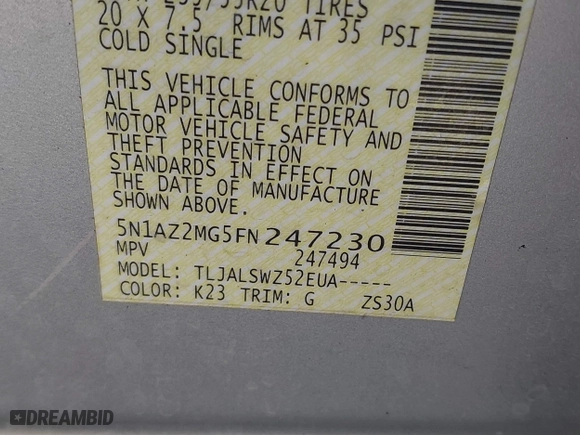 20 X 7.5 RIMS AT 35 PSI
COLD SINGLE
THIS VEHICLE CONFORMS TO
ALL APPLICABLE FEDERAL
MOTOR VEHICLE SAFETY AND
THEFT PREVENTION
STANDARDS IN EFFECT ON
THE DATE OF MANUFACTURE
SHOWN ABOVE.
5N1AZ2MG5FN247230
MPV 247494
MODEL: TLJALSWZ52EUA-----
COLOR: K23 TRIM: G ZS30A
DREAMBID